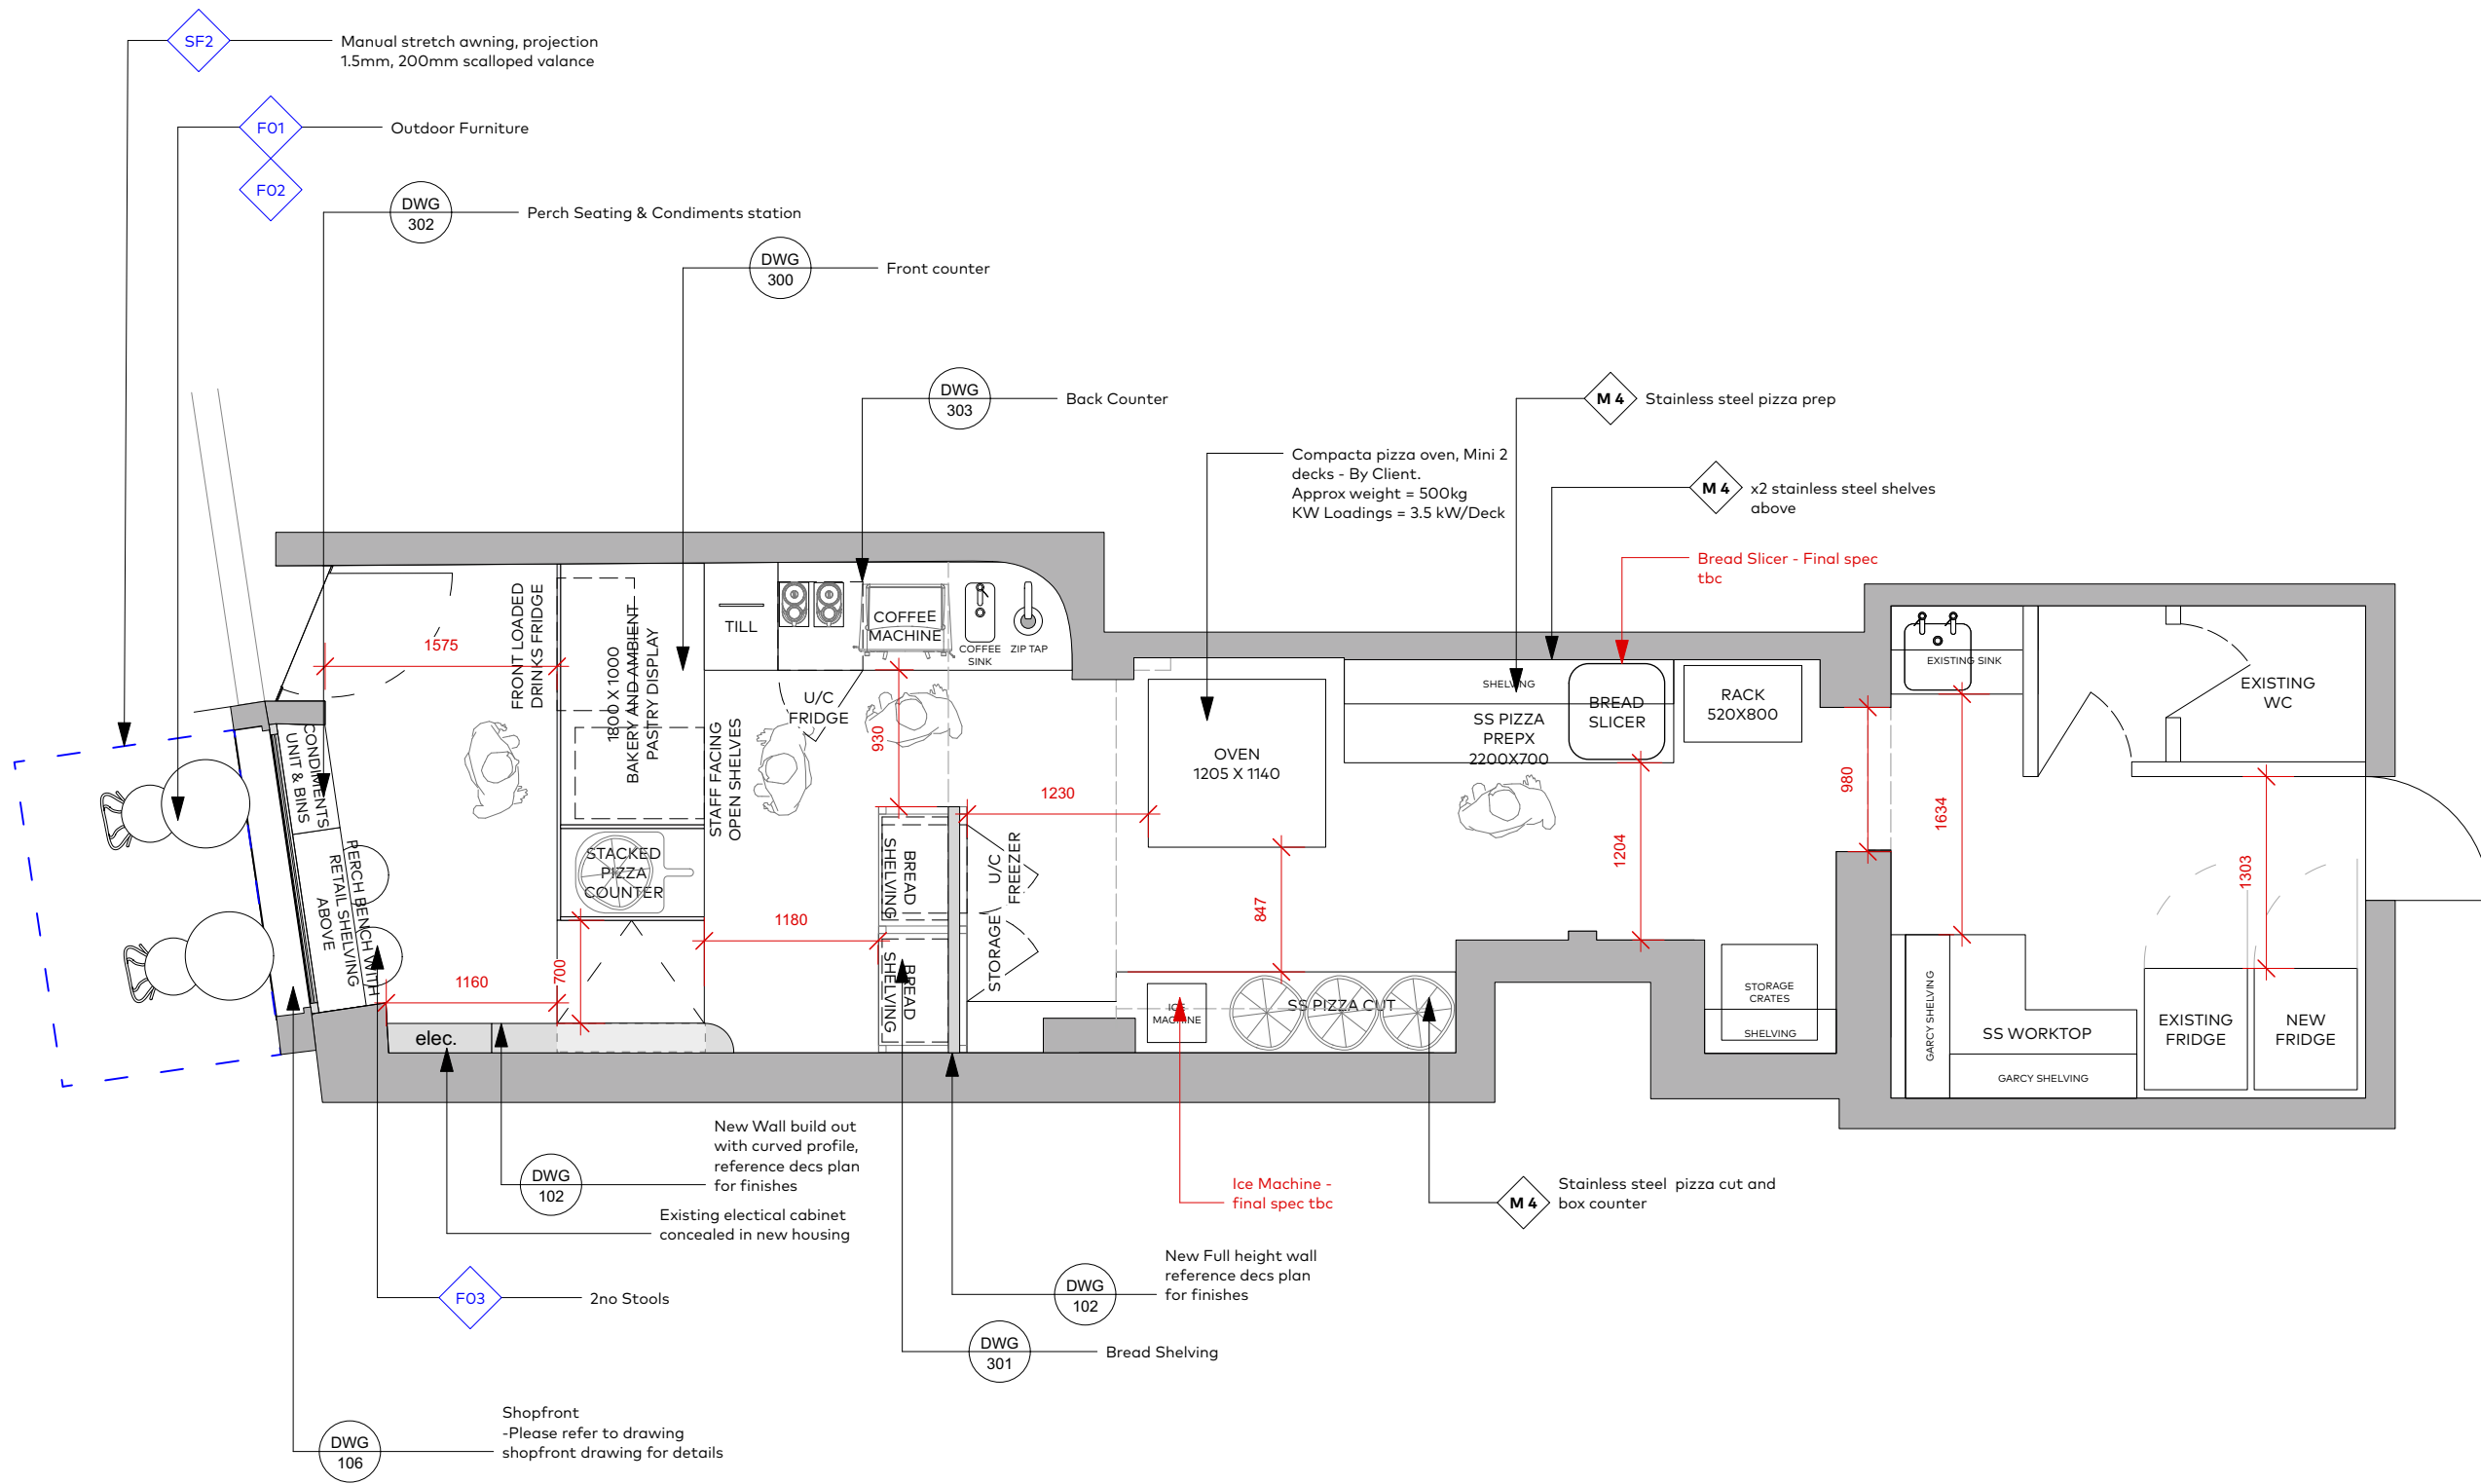 SF2
Manual stretch awning, projection
1.5mm, 200mm scalloped valance
F01
Outdoor Furniture
F02
DWG
302
Perch Seating & Condiments station
DWG
300
Front counter
DWG
303
Back Counter
M 4
Stainless steel pizza prep
Compacta pizza oven, Mini 2
decks - By Client.
Approx weight = 500kg
KW Loadings = 3.5 kW/Deck
M 4
x2 stainless steel shelves
above
Bread Slicer - Final spec
tbc
FRONT LOADED
DRINKS FRIDGE
1575
1800 X 1000
BAKERY AND AMBIENT
PASTRY DISPLAY
TILL
COFFEE
MACHINE
COFFEE
SINK
ZIP TAP
U/C
FRIDGE
STAFF FACING
OPEN SHELVES
930
CONDIMENTS
UNIT & BINS
PERCH BENCH WITH
RETAIL SHELVING
ABOVE
STACKED
PIZZA
COUNTER
1160
700
1180
elec.
BREAD
SHELVING
BREAD
SHELVING
U/C
FREEZER
STORAGE
1230
OVEN
1205 X 1140
847
SHELVING
SS PIZZA
PREPX
2200X700
BREAD
SLICER
RACK
520X800
1204
980
ICE
MACHINE
SS PIZZA CUT
STORAGE
CRATES
SHELVING
EXISTING SINK
1634
EXISTING
WC
1303
GARCY SHELVING
SS WORKTOP
GARCY SHELVING
EXISTING
FRIDGE
NEW
FRIDGE
New Wall build out
with curved profile,
reference decs plan
for finishes
DWG
102
Existing electical cabinet
concealed in new housing
F03
2no Stools
Ice Machine -
final spec tbc
M 4
Stainless steel  pizza cut and
box counter
New Full height wall
reference decs plan
for finishes
DWG
102
DWG
301
Bread Shelving
Shopfront
-Please refer to drawing
shopfront drawing for details
DWG
106